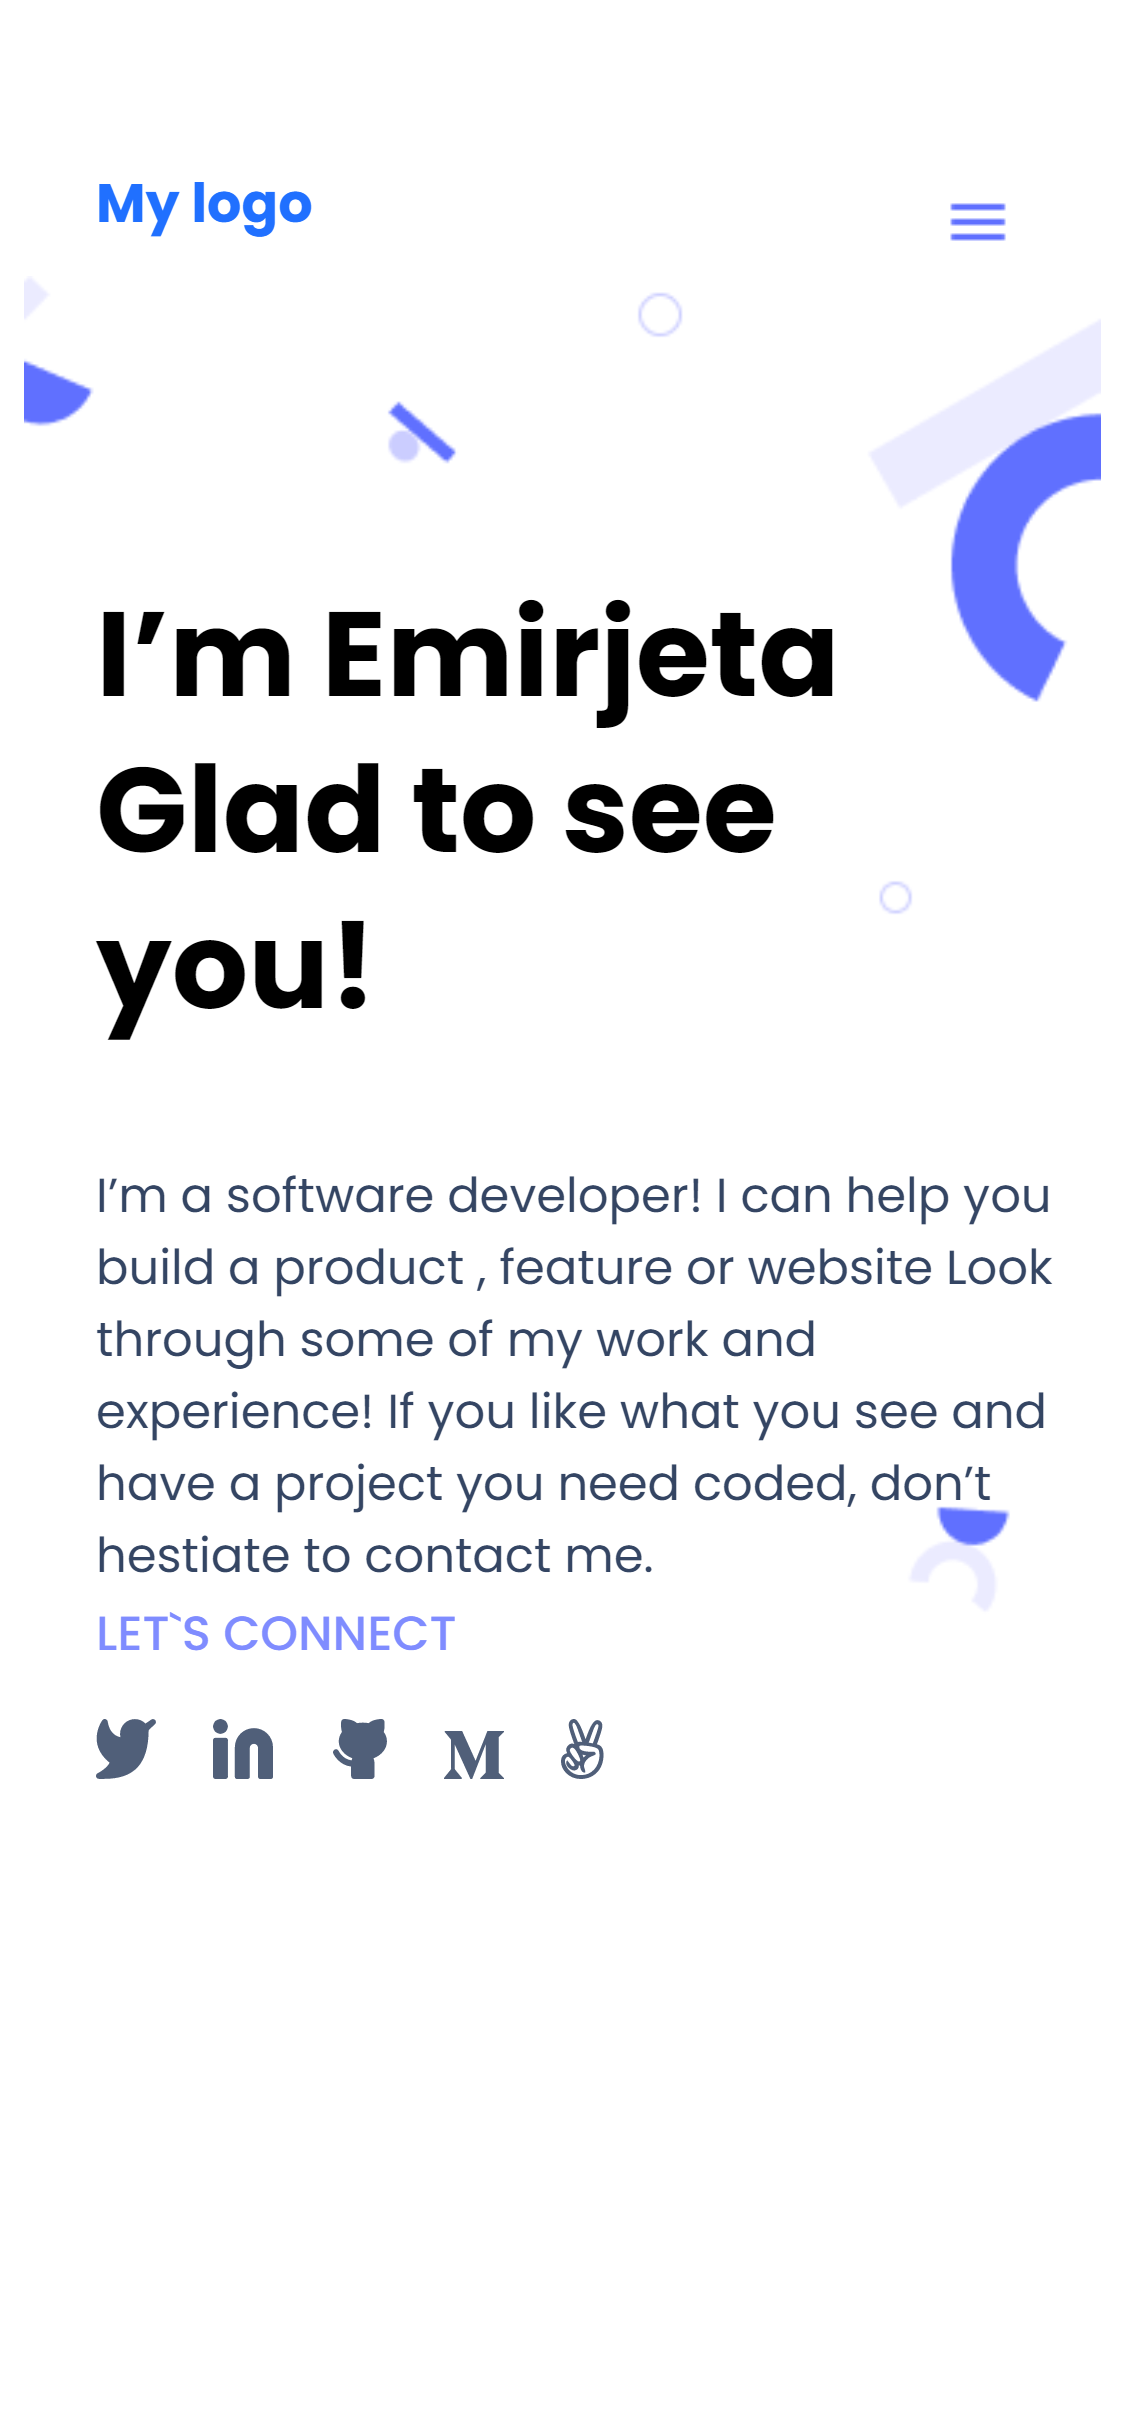 My logo
I’m Emirjeta
Glad to see
you!
I’m a software developer! I can help you
build a product , feature or website Look
through some of my work and
experience! If you like what you see and
have a project you need coded, don’t
hestiate to contact me.
LET`S CONNECT